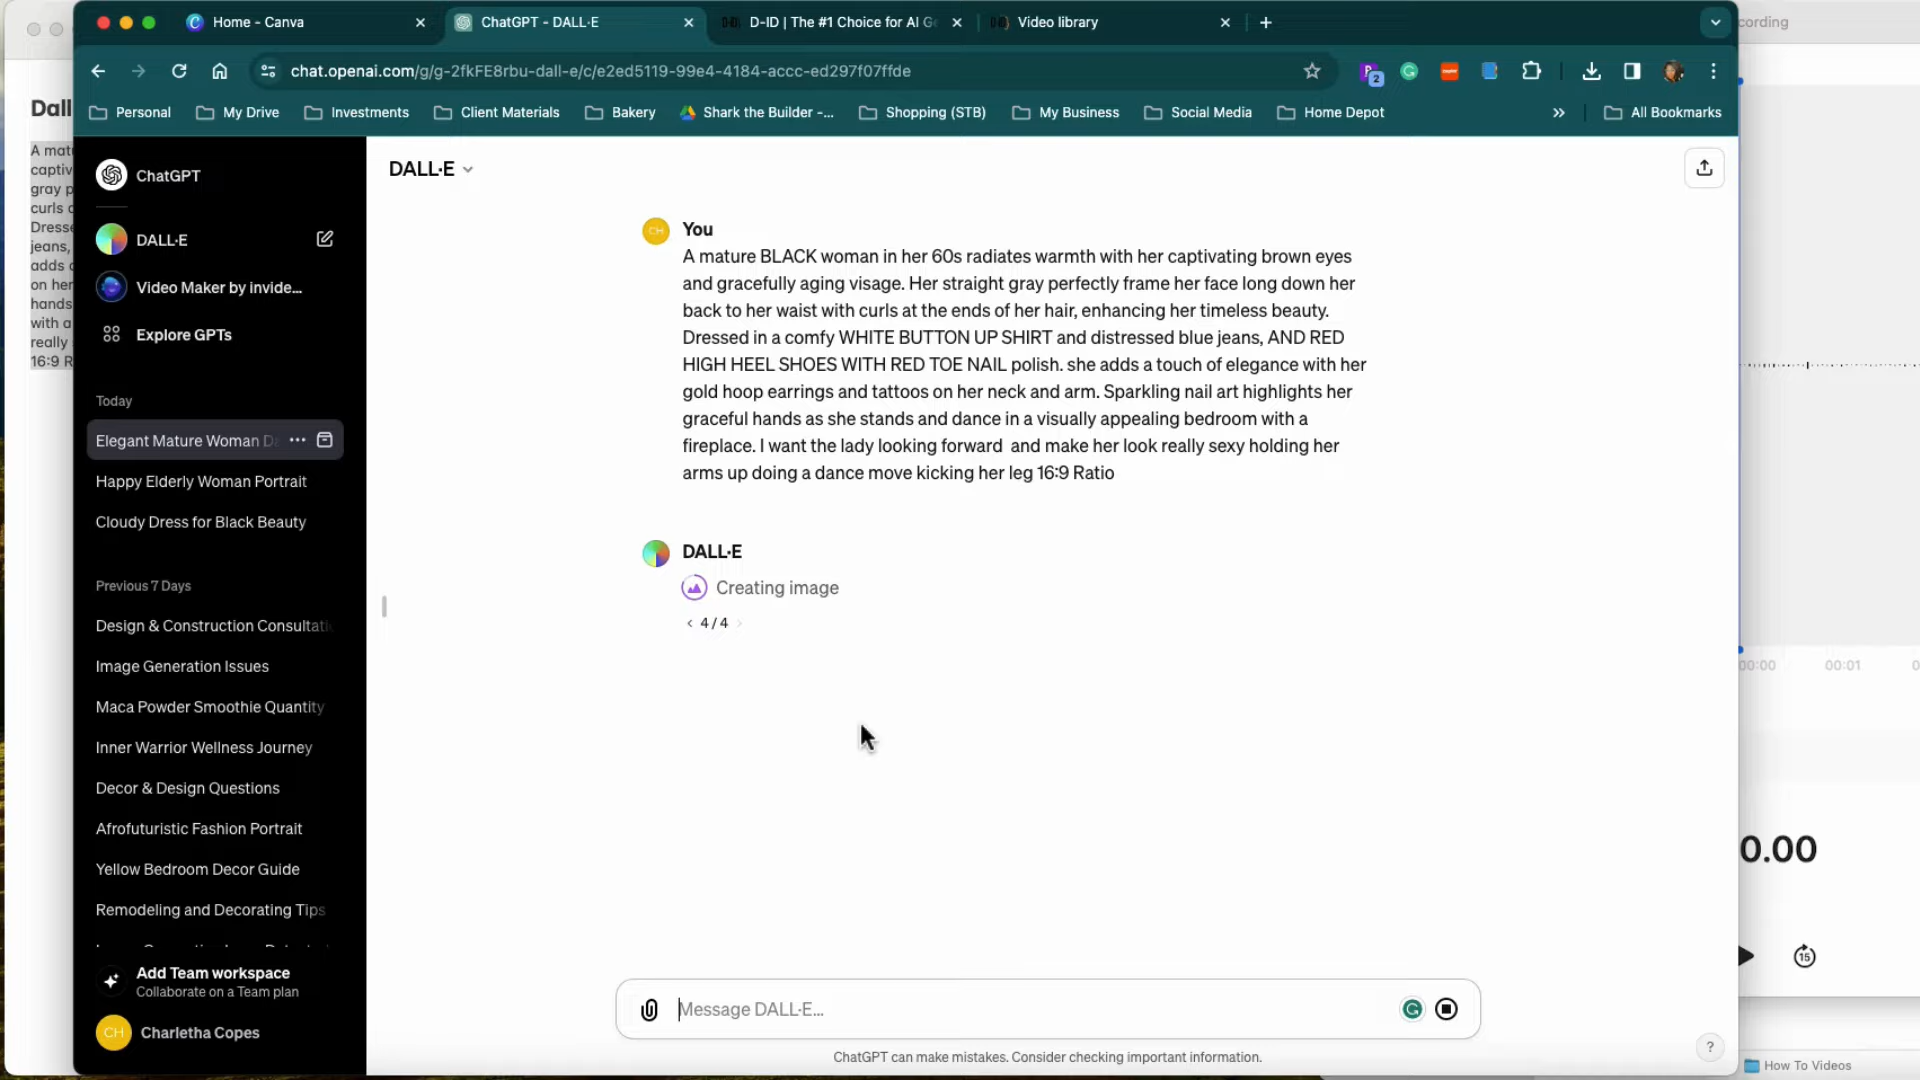 Home - Canva
ChatGPT - DALL·E
D-ID | The #1 Choice for AI Ge
Video library
cording
chat.openai.com/g/g-2fkFE8rbu-dall-e/c/e2ed5119-99e4-4184-accc-ed297f07ffde
2
Personal
My Drive
Investments
Client Materials
Bakery
Shark the Builder -...
Shopping (STB)
My Business
Social Media
Home Depot
»
All Bookmarks
Dall
A matu
captiv
gray p
curls
Dresse
jeans,
adds
on her
hands
with a
really
16:9 R
ChatGPT
DALL·E
Video Maker by invide...
Explore GPTs
Today
Elegant Mature Woman Da
Happy Elderly Woman Portrait
Cloudy Dress for Black Beauty
Previous 7 Days
Design & Construction Consultatio
Image Generation Issues
Maca Powder Smoothie Quantity
Inner Warrior Wellness Journey
Decor & Design Questions
Afrofuturistic Fashion Portrait
Yellow Bedroom Decor Guide
Remodeling and Decorating Tips
Add Team workspace
Collaborate on a Team plan
CH
Charletha Copes
DALL·E
CH
You
A mature BLACK woman in her 60s radiates warmth with her captivating brown eyes
and gracefully aging visage. Her straight gray perfectly frame her face long down her
back to her waist with curls at the ends of her hair, enhancing her timeless beauty.
Dressed in a comfy WHITE BUTTON UP SHIRT and distressed blue jeans, AND RED
HIGH HEEL SHOES WITH RED TOE NAIL polish. she adds a touch of elegance with her
gold hoop earrings and tattoos on her neck and arm. Sparkling nail art highlights her
graceful hands as she stands and dance in a visually appealing bedroom with a
fireplace. I want the lady looking forward  and make her look really sexy holding her
arms up doing a dance move kicking her leg 16:9 Ratio
DALL·E
Creating image
< 4 / 4 >
Message DALL·E...
ChatGPT can make mistakes. Consider checking important information.
?
00:00
00:01
0.00
15
How To Videos